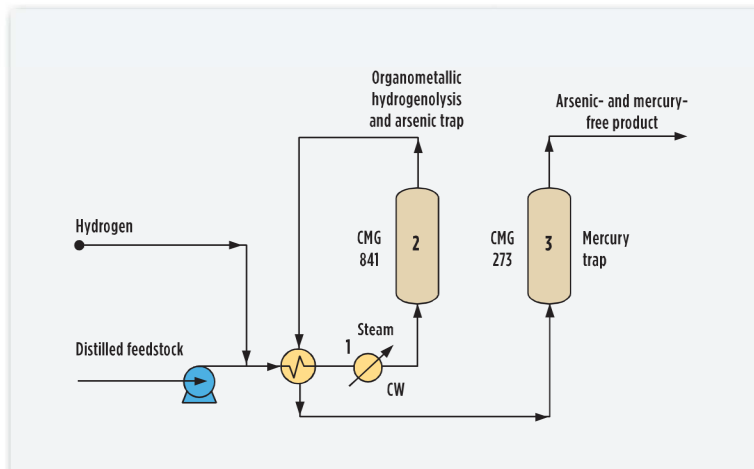 Organometallic
hydrogenolysis
and arsenic trap
Arsenic- and mercury-
free product
Hydrogen
CMG
841
2
CMG
273
3
Mercury
trap
Distilled feedstock
1
Steam
CW